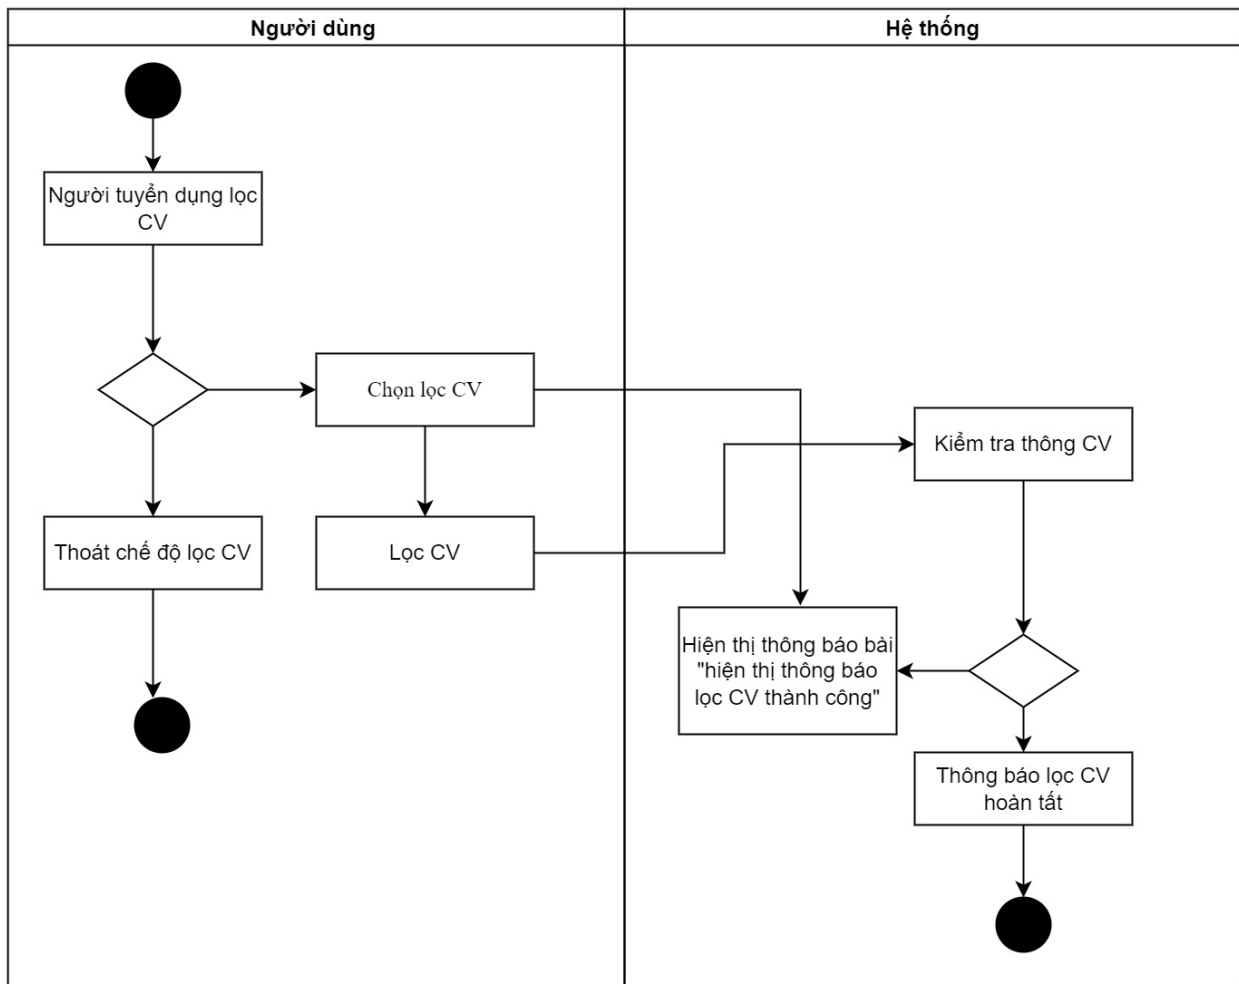 Người dùng
Hệ thống
Người tuyển dụng lọc
CV
Chọn lọc CV
Kiểm tra thông CV
Thoát chế độ lọc CV
Lọc CV
Hiện thị thông báo bài
"hiện thị thông báo
lọc CV thành công"
Thông báo lọc CV
hoàn tất